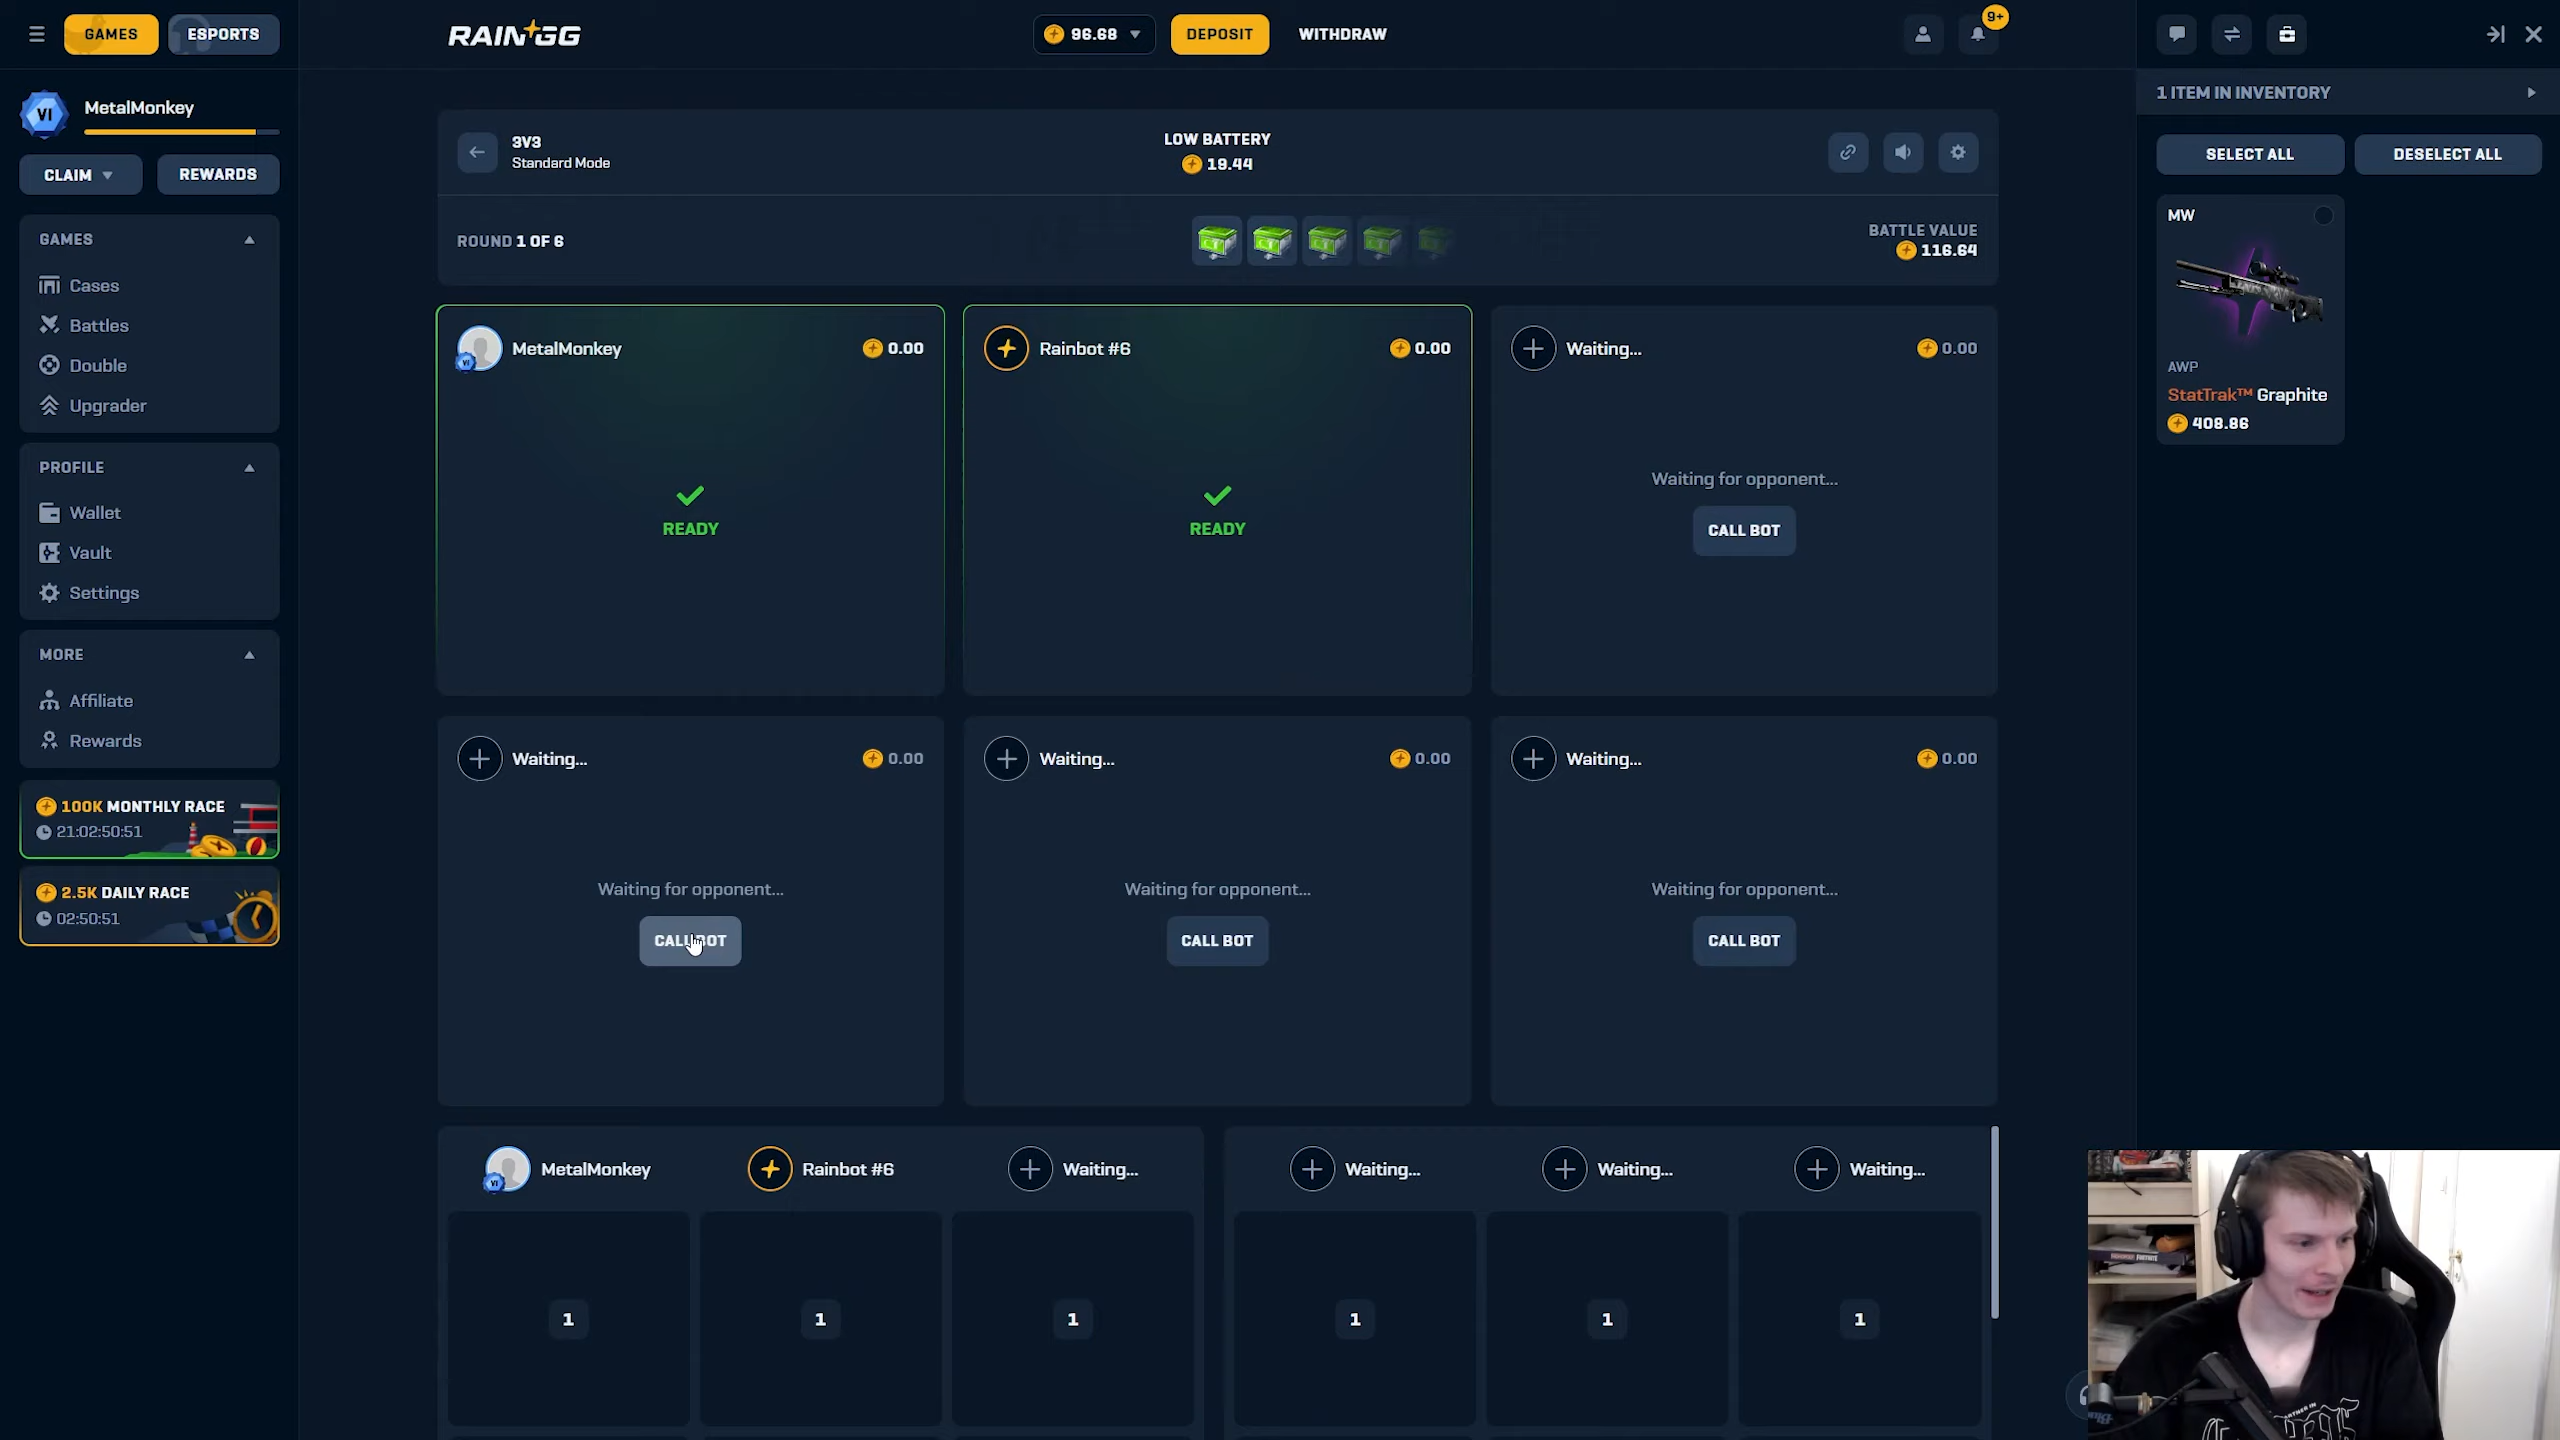 GAMES
ESPORTS
RAIN GG
96.68
DEPOSIT
WITHDRAW
9+
VI
MetalMonkey
CLAIM
REWARDS
GAMES
Cases
Battles
Double
Upgrader
PROFILE
Wallet
Vault
Settings
MORE
Affiliate
Rewards
100K MONTHLY RACE
21:02:50:51
2.5K DAILY RACE
02:50:51
3V3
Standard Mode
LOW BATTERY
19.44
ROUND 1 OF 6
BATTLE VALUE
116.64
MetalMonkey
0.00
READY
Rainbot #6
0.00
READY
Waiting...
0.00
Waiting for opponent...
CALL BOT
Waiting...
0.00
Waiting for opponent...
CALL BOT
Waiting...
0.00
Waiting for opponent...
CALL BOT
Waiting...
0.00
Waiting for opponent...
CALL BOT
MetalMonkey
Rainbot #6
Waiting...
Waiting...
Waiting...
Waiting...
1
1
1
1
1
1
1 ITEM IN INVENTORY
SELECT ALL
DESELECT ALL
MW
AWP
StatTrak™ Graphite
408.86